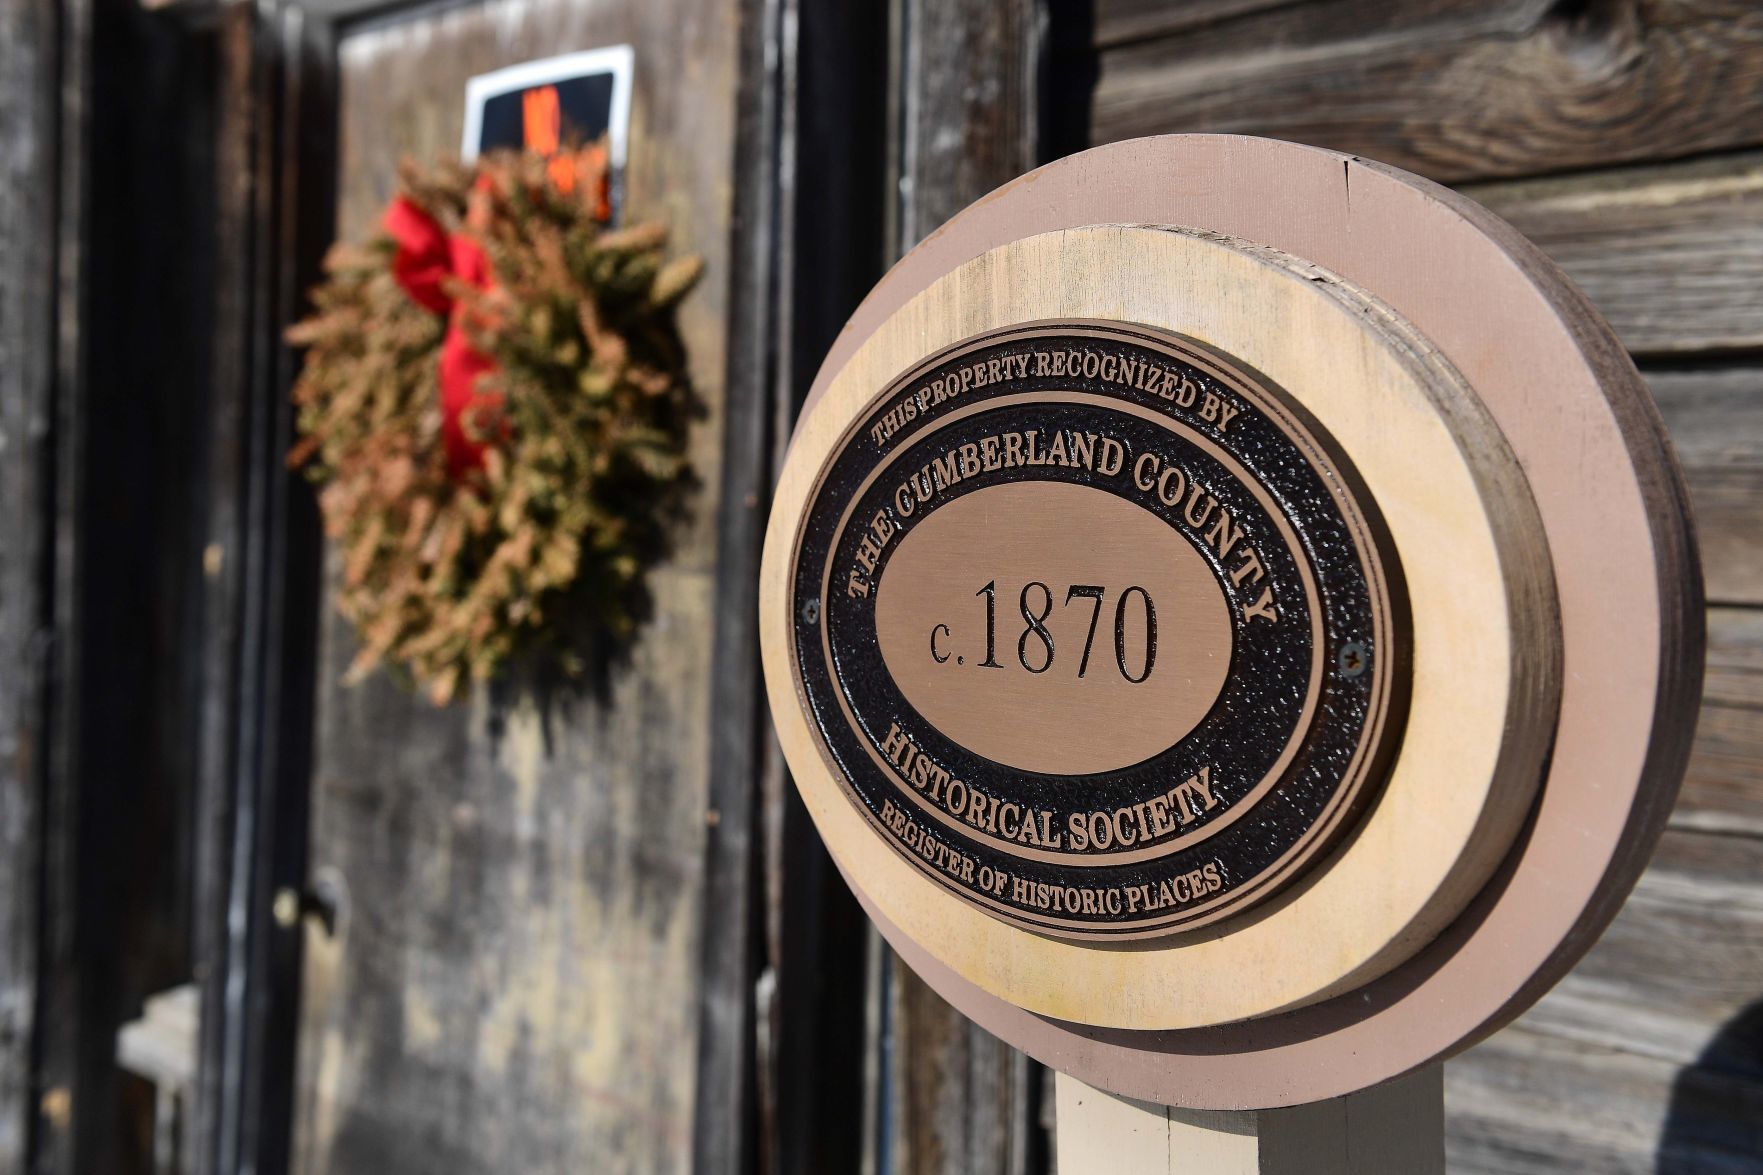 THIS PROPERTY RECOGNIZED BY
THE CUMBERLAND COUNTY
c.1870
HISTORICAL SOCIETY
REGISTER OF HISTORIC PLACES